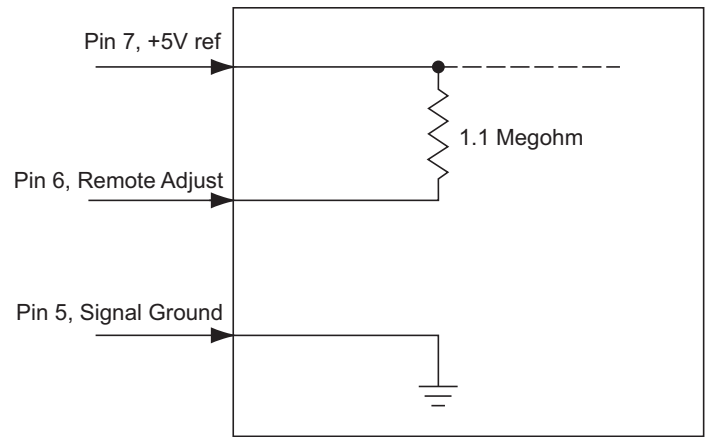 Pin 7, +5V ref
1.1 Megohm
Pin 6, Remote Adjust
Pin 5, Signal Ground